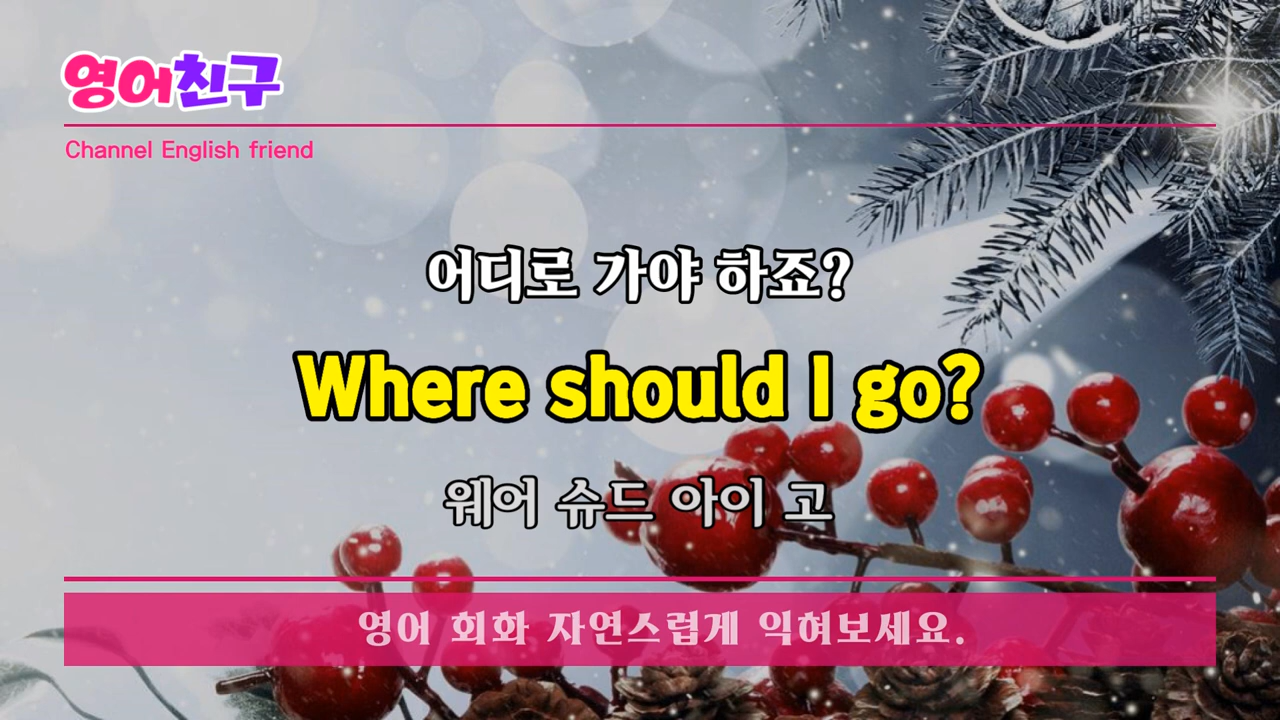 영어친구
Channel English friend
어디로 가야 하죠?
Where should I go?
웨어 슈드 아이 고
영어 회화 자연스럽게 익혀보세요.